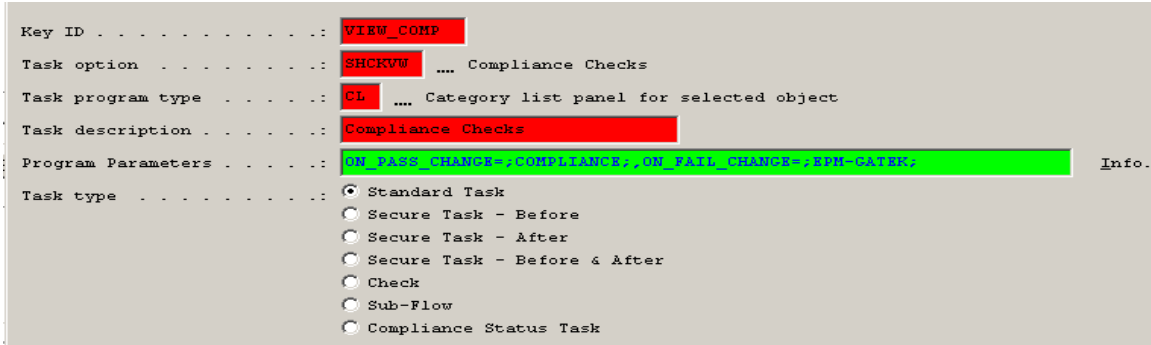 Key ID . . . . . . . . . . . .: VIEW_COMP
Task option . . . . . . . .: SHCKVW .... Compliance Checks
Task program type . . . . .: CL .... Category list panel for selected object
Task description . . . . . .: Compliance Checks
Program Parameters . . . . .: ON_PASS_CHANGE=;COMPLIANCE;,ON_FAIL_CHANGE=;EPM-GATEK; Info.
Task type . . . . . . . . .: Standard Task
Secure Task - Before
Secure Task - After
Secure Task - Before & After
Check
Sub-Flow
Compliance Status Task